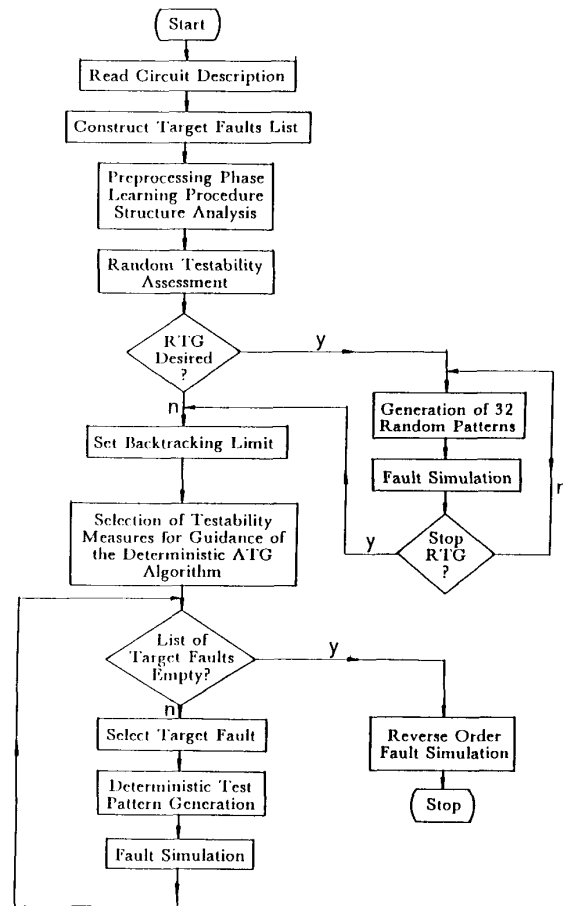 Start
Read Circuit Description
Construct Target Faults List
Preprocessing Phase
Learning Procedure
Structure Analysis
Random Testability
Assessment
RTG
Desired
?
y
n
Generation of 32
Random Patterns
Fault Simulation
Stop
RTG
?
y
n
Set Backtracking Limit
Selection of Testability
Measures for Guidance of
the Deterministic ATG
Algorithm
List of
Target Faults
Empty?
y
n
Select Target Fault
Deterministic Test
Pattern Generation
Fault Simulation
Reverse Order
Fault Simulation
Stop